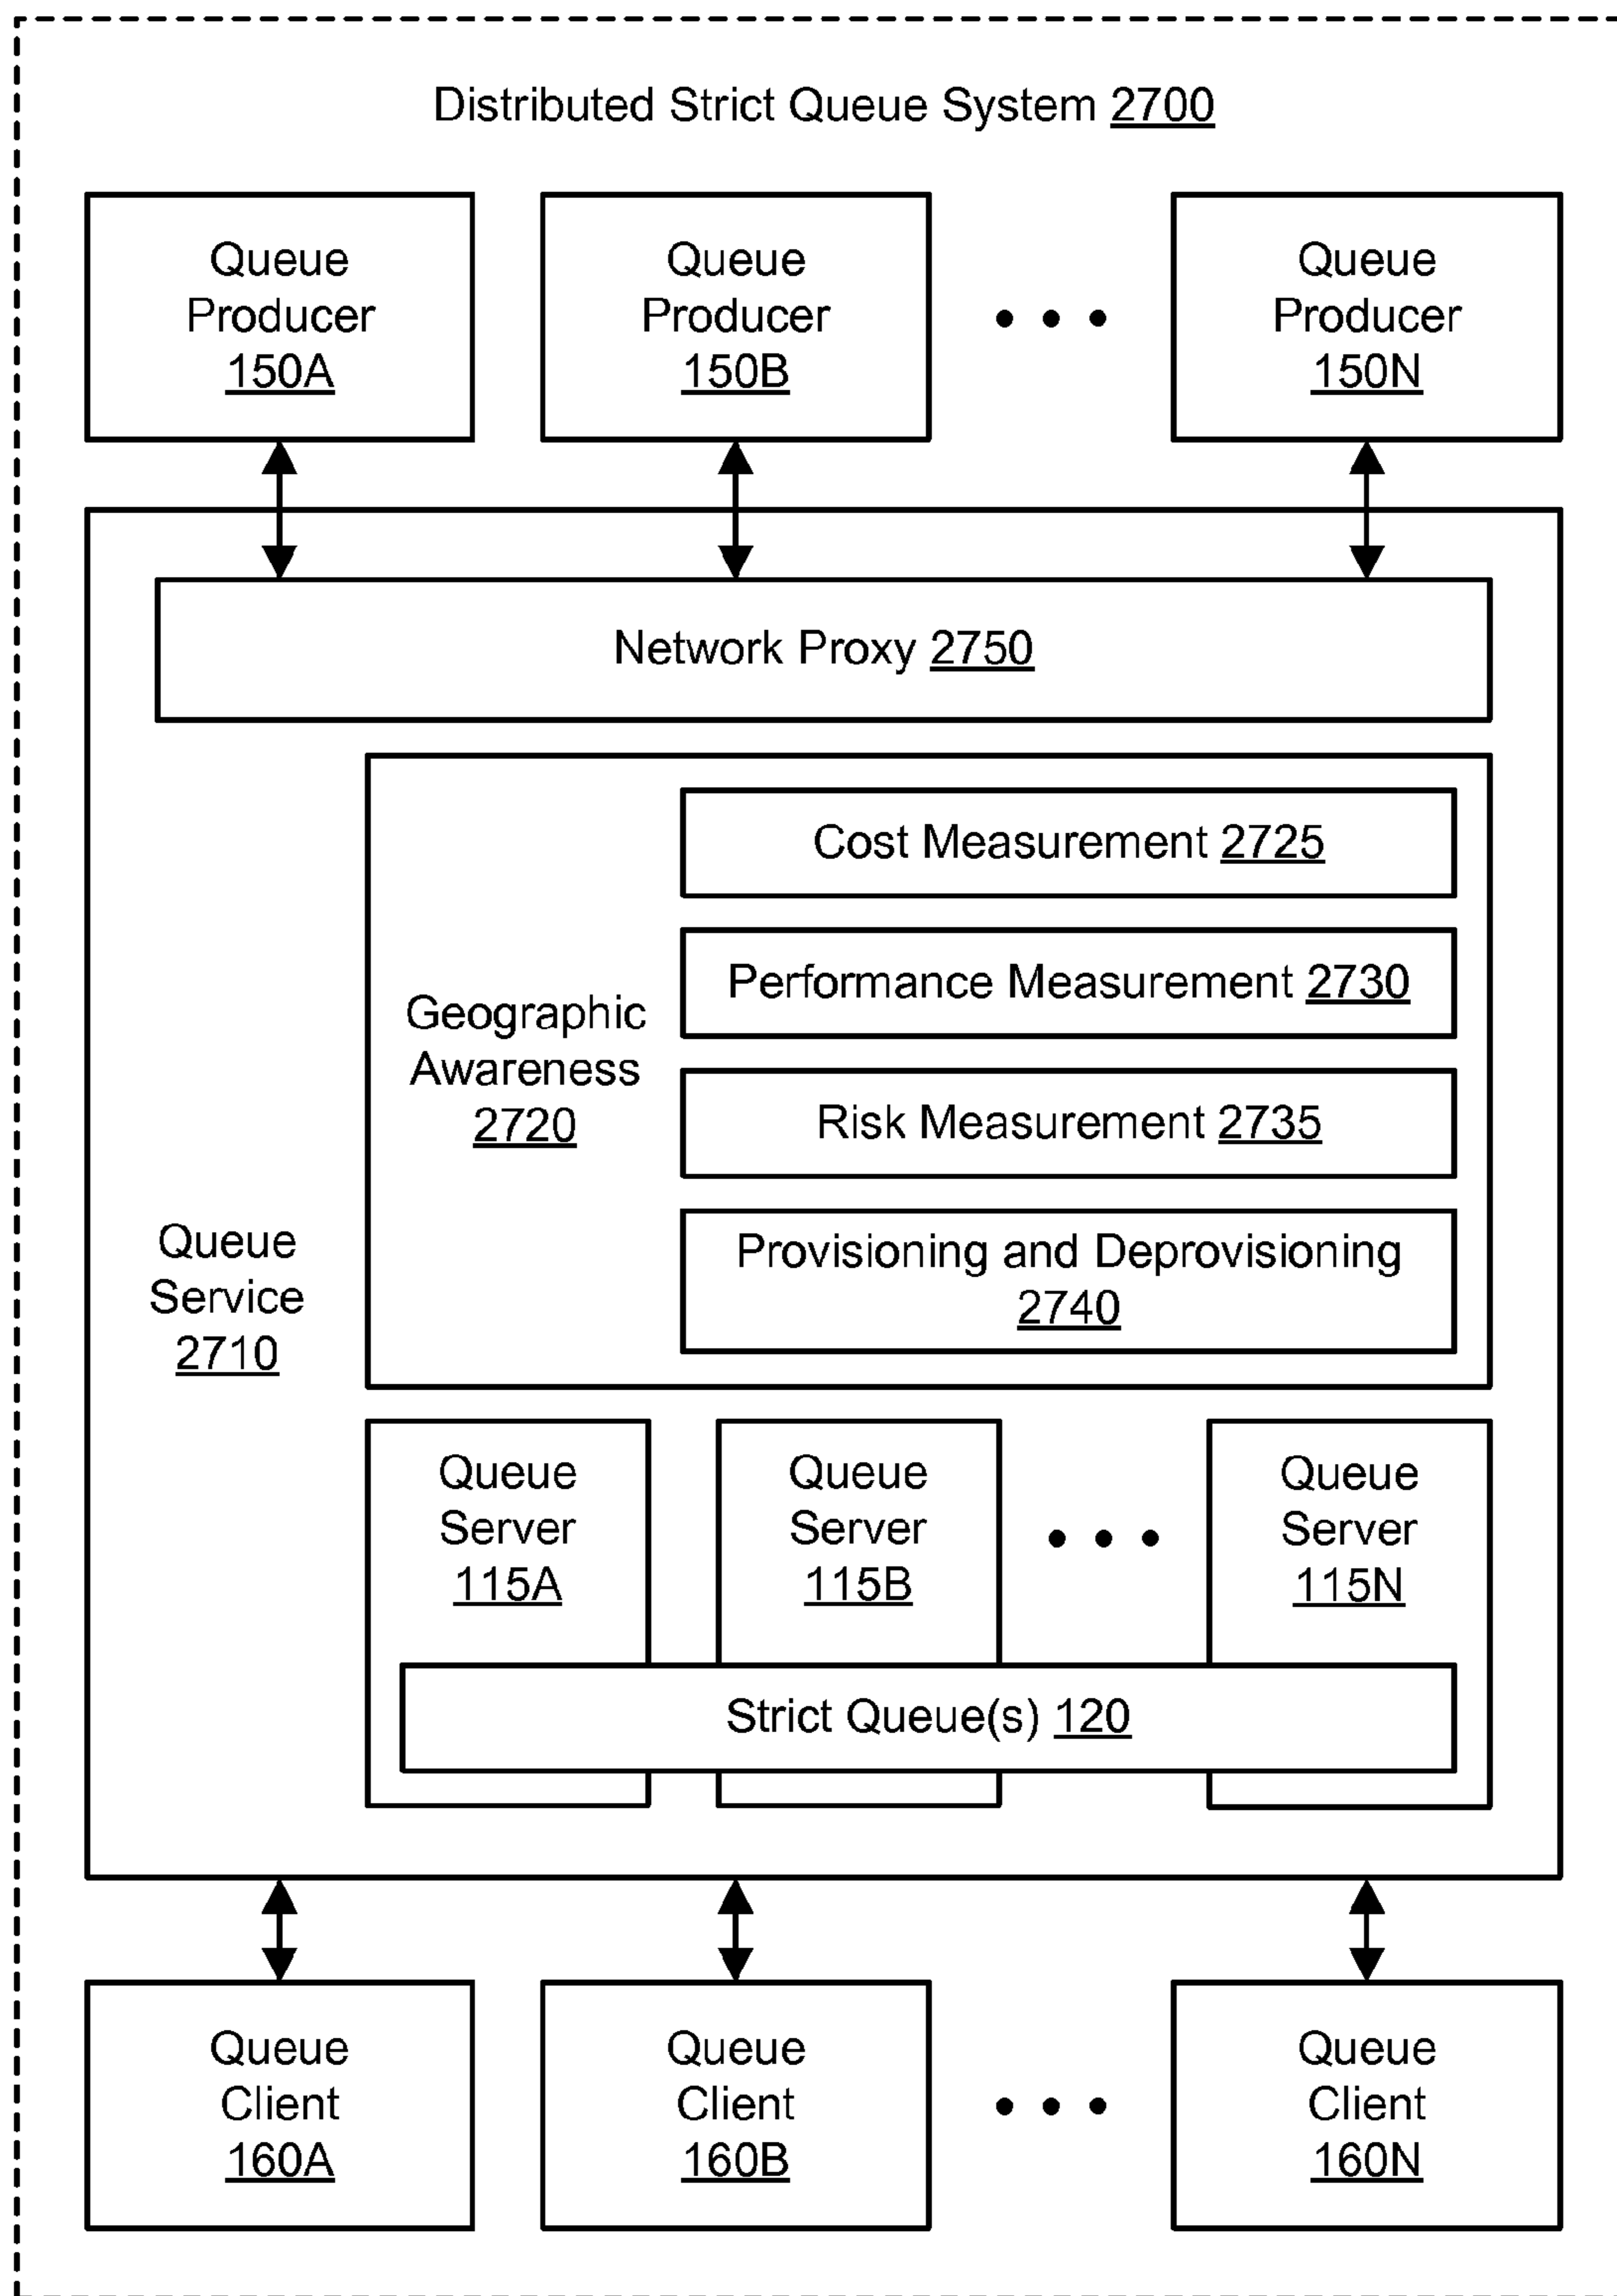 Distributed Strict Queue System 2700
Queue
Producer
150A
Queue
Producer
150B
Queue
Producer
150N
Network Proxy 2750
Cost Measurement 2725
Performance Measurement 2730
Geographic
Awareness
2720
Risk Measurement 2735
Provisioning and Deprovisioning
2740
Queue
Service
2710
Queue
Server
115A
Queue
Server
115B
Queue
Server
115N
Strict Queue(s) 120
Queue
Client
160A
Queue
Client
160B
Queue
Client
160N